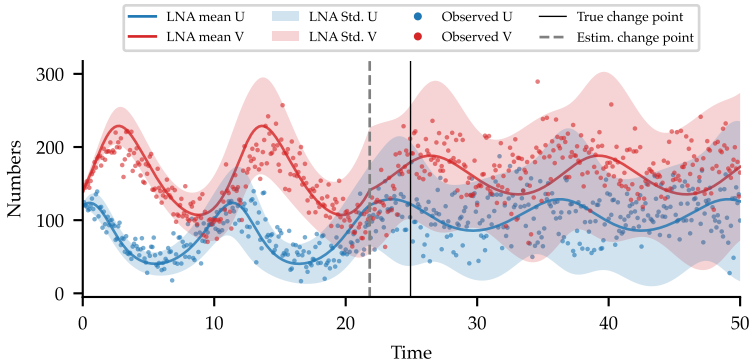 LNA mean U LNA Std. U Observed U True change point
LNA mean V LNA Std. V Observed V Estim. change point
300
200
100
0
Numbers
0 10 20 30 40 50
Time